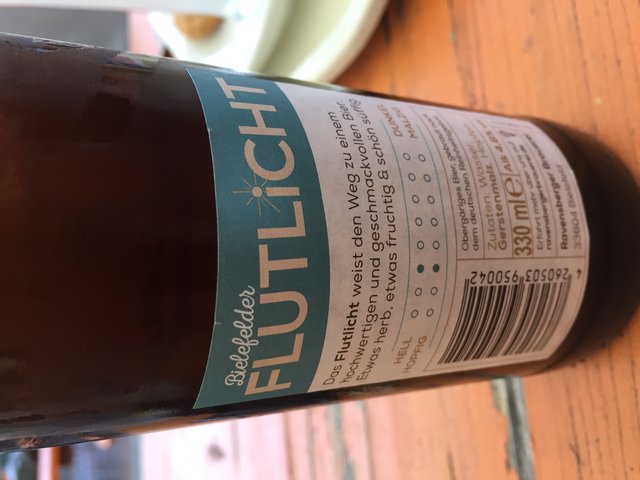 Bielefelder
FLUTLICHT
Das Flutlicht weist den Weg zu einem
hochwertigen und geschmackvollen Bier.
Etwas herb, etwas fruchtig & schön süffig.
HELL DUNKEL
HOPFIG MALZIG
Obergäriges Bier, gebraut
dem deutschen
Zutaten:
Gerstenmalz
330 ml e
Ravensberger
33604 Bielefeld
4 260503 950042